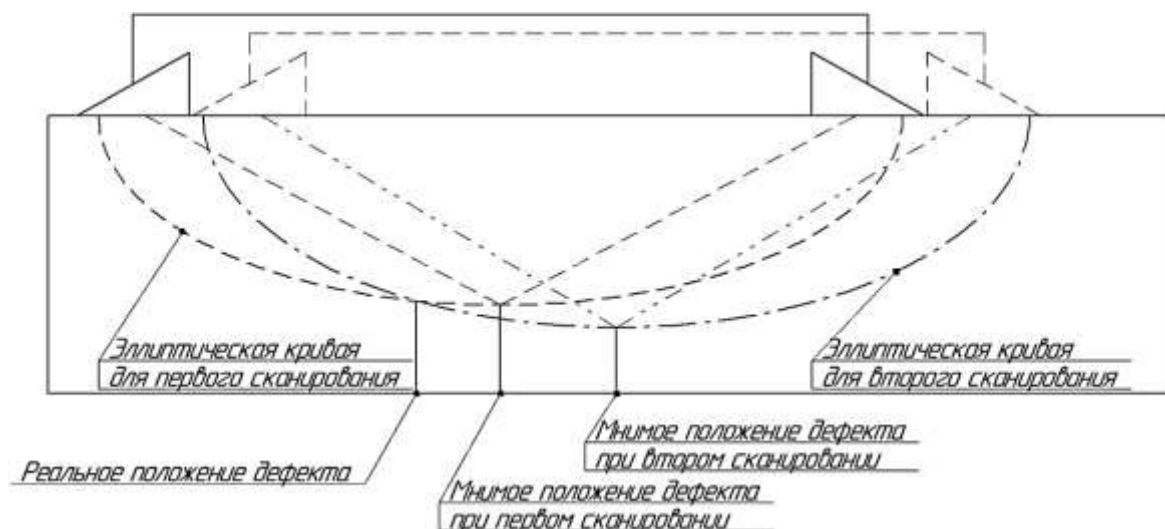 Эллиптическая кривая
для первого сканирования
Эллиптическая кривая
для второго сканирования
Мнимое положение дефекта
при втором сканировании
Реальное положение дефекта
Мнимое положение дефекта
при первом сканировании